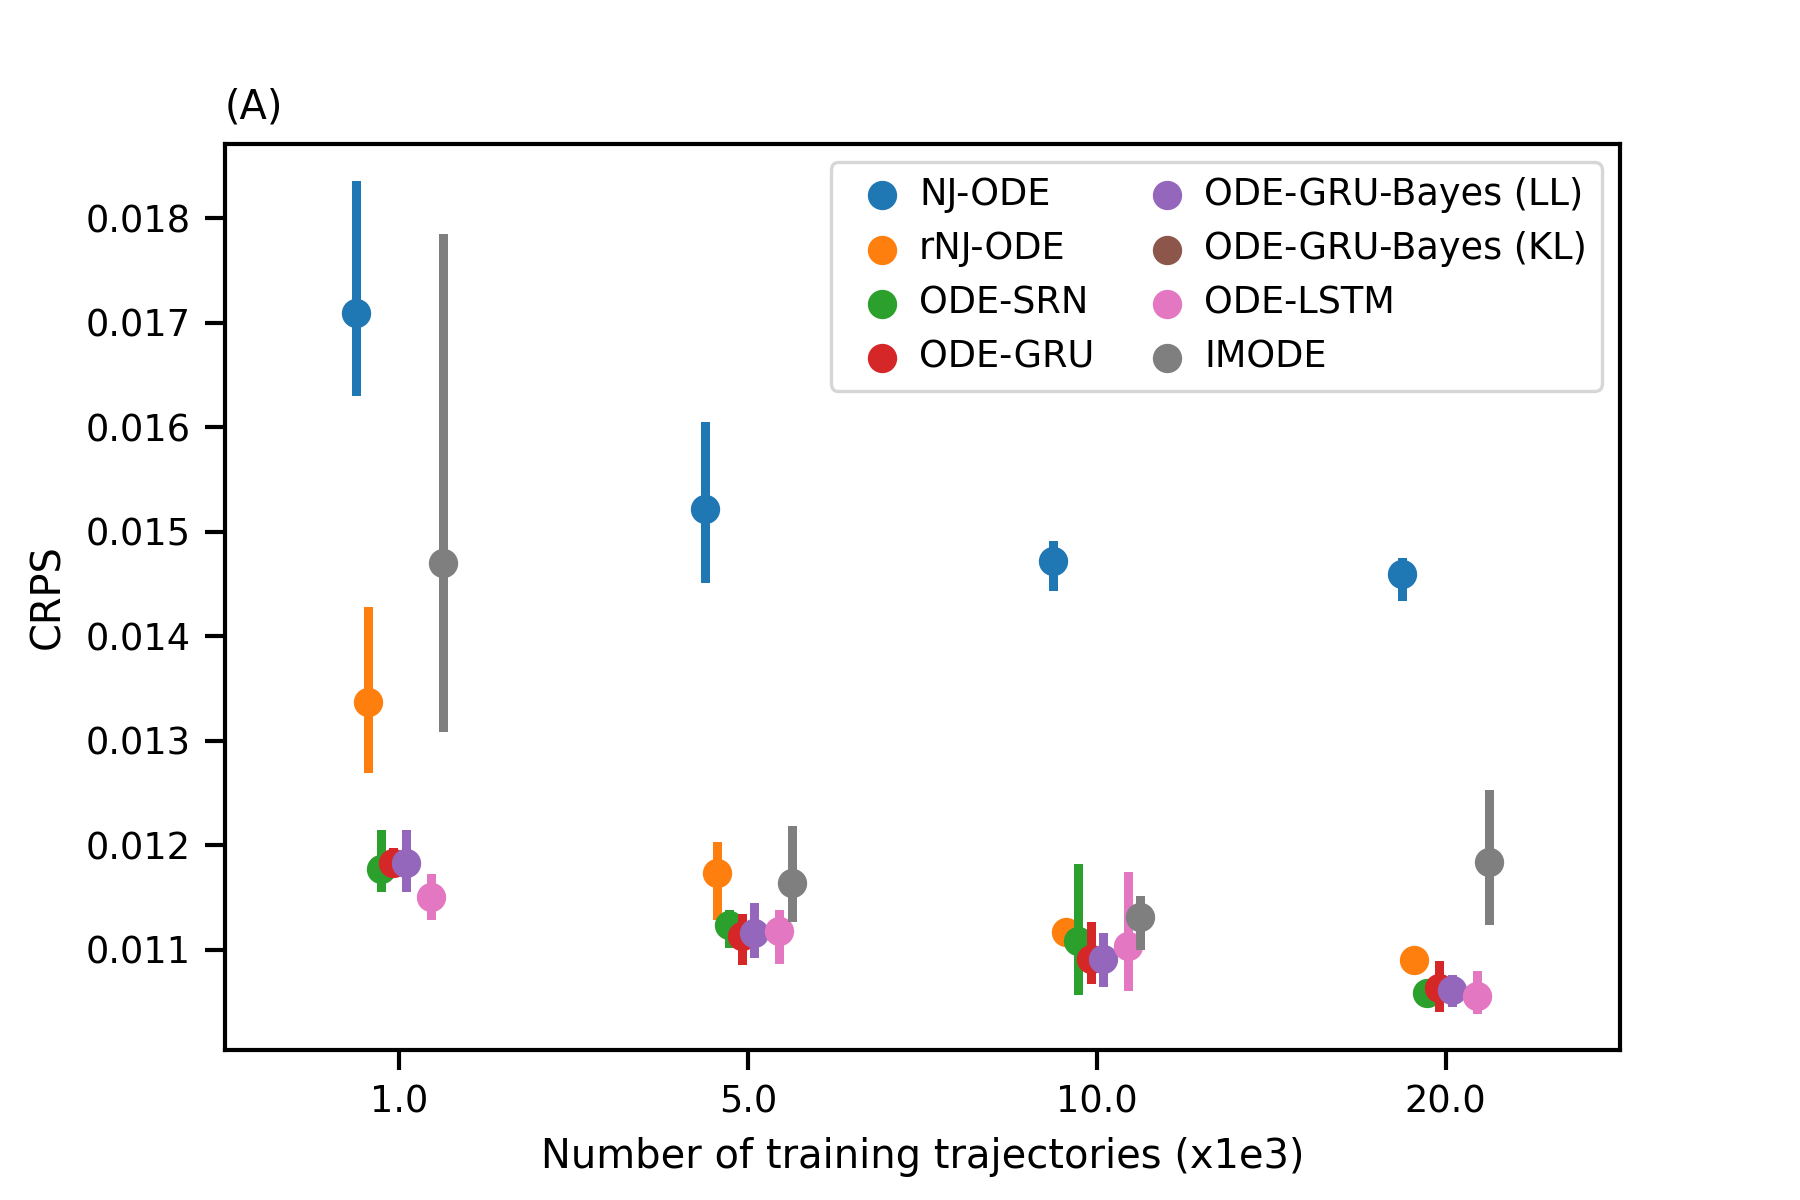 (A)
NJ-ODE
rNJ-ODE
ODE-SRN
ODE-GRU
ODE-GRU-Bayes (LL)
ODE-GRU-Bayes (KL)
ODE-LSTM
IMODE
CRPS
0.018
0.017
0.016
0.015
0.014
0.013
0.012
0.011
1.0 5.0 10.0 20.0
Number of training trajectories (x1e3)